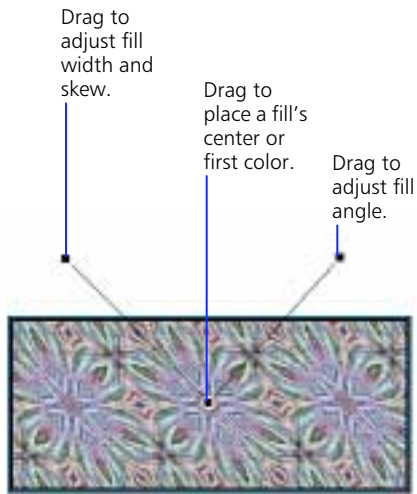 Drag to
adjust fill
width and
skew.
Drag to
place a fill's
center or
first color.
Drag to
adjust fill
angle.